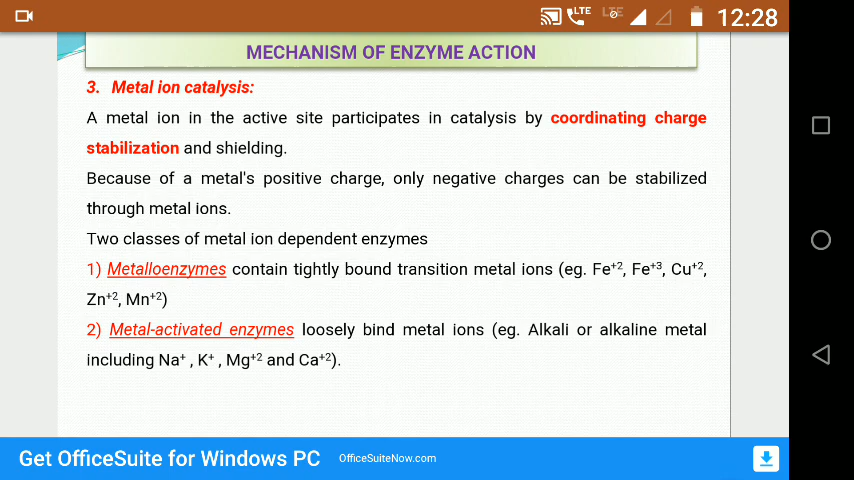 LTE LTE 12:28
MECHANISM OF ENZYME ACTION
3. Metal ion catalysis:
A metal ion in the active site participates in catalysis by coordinating charge
stabilization and shielding.
Because of a metal's positive charge, only negative charges can be stabilized
through metal ions.
Two classes of metal ion dependent enzymes
1) Metalloenzymes contain tightly bound transition metal ions (eg. Fe⁺², Fe⁺³, Cu⁺²,
Zn⁺², Mn⁺²)
2) Metal-activated enzymes loosely bind metal ions (eg. Alkali or alkaline metal
including Na⁺ , K⁺ , Mg⁺² and Ca⁺²).
Get OfficeSuite for Windows PC OfficeSuiteNow.com